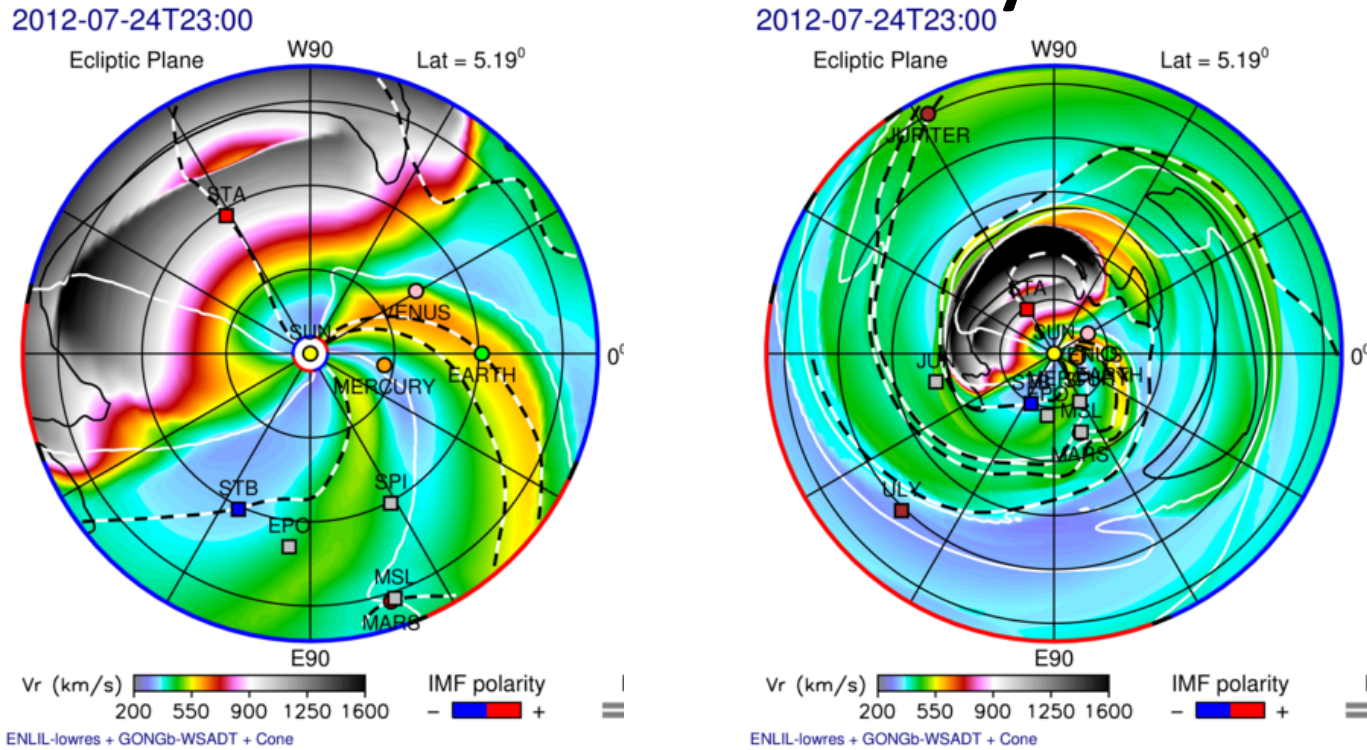 2012-07-24T23:00
Ecliptic Plane
W90
Lat = 5.19⁰
STA
VENUS
SUN
0⁰
MERCURY
EARTH
STB
SPI
EPO
MSL
MARS
E90
Vr (km/s)
200 550 900 1250 1600
IMF polarity
- +
ENLIL-lowres + GONGb-WSADT + Cone
2012-07-24T23:00
Ecliptic Plane
W90
Lat = 5.19⁰
JUPITER
STA
SUN
VENUS
0⁰
EARTH
EPO
MSL
MARS
ULY
E90
Vr (km/s)
200 550 900 1250 1600
IMF polarity
- +
ENLIL-lowres + GONGb-WSADT + Cone